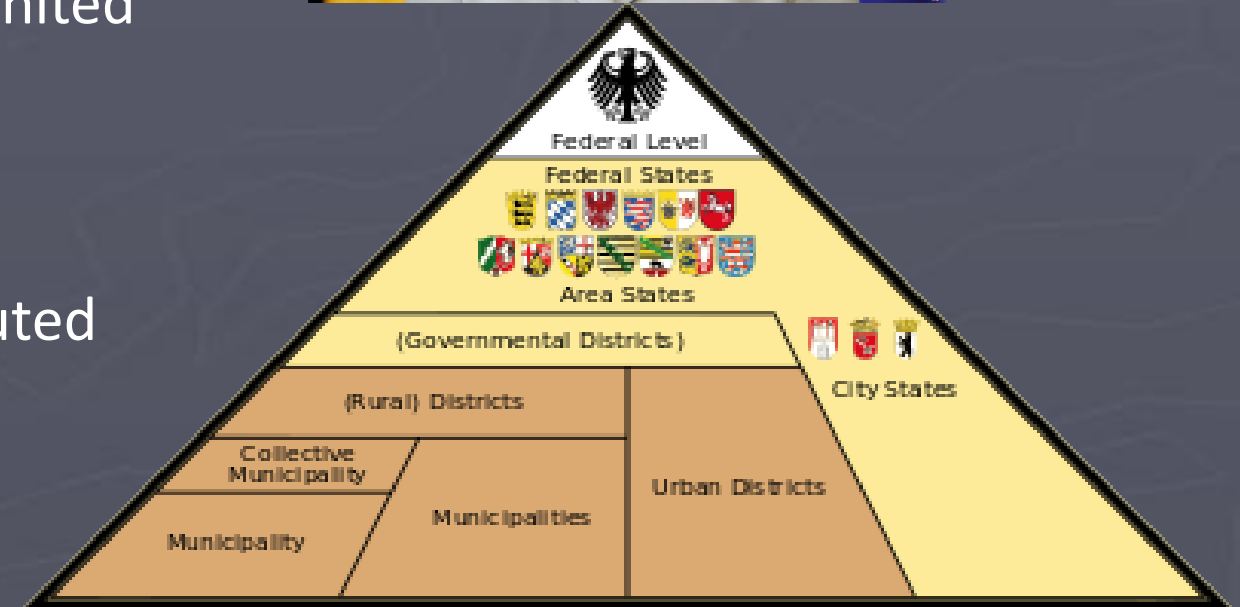 nited
Federal Level
Federal States
Area States
uted
(Governmental Districts)
City States
(Rural) Districts
Collective
Municipality
Urban Districts
Municipalities
Municipality